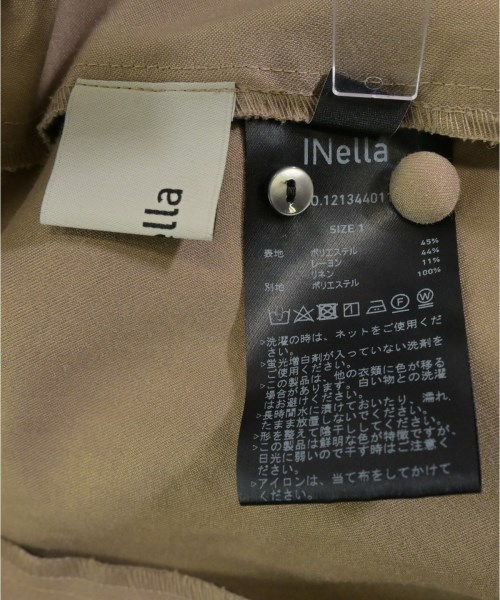 ella
INella
0.12134401
SIZE 1
表地 ポリエステル 45%
レーヨン 44%
リネン 11%
別地 ポリエステル 100%
>洗濯の時は、ネットをご使用くだ
さい。
>蛍光増白剤が入っていない洗剤を
ご使用ください。
>この製品は、他の衣類に色が移る
場合があります。白い物との洗濯
はお避けください。
>長時間水に漬けておいたり、濡れ
たまま放置しないでください。
>形を整えて陰干ししてください。
>この製品は鮮明な色が特徴ですが、
日光に弱いので干す時はご注意く
ださい。
>アイロンは、当て布をしてかけて
ください。